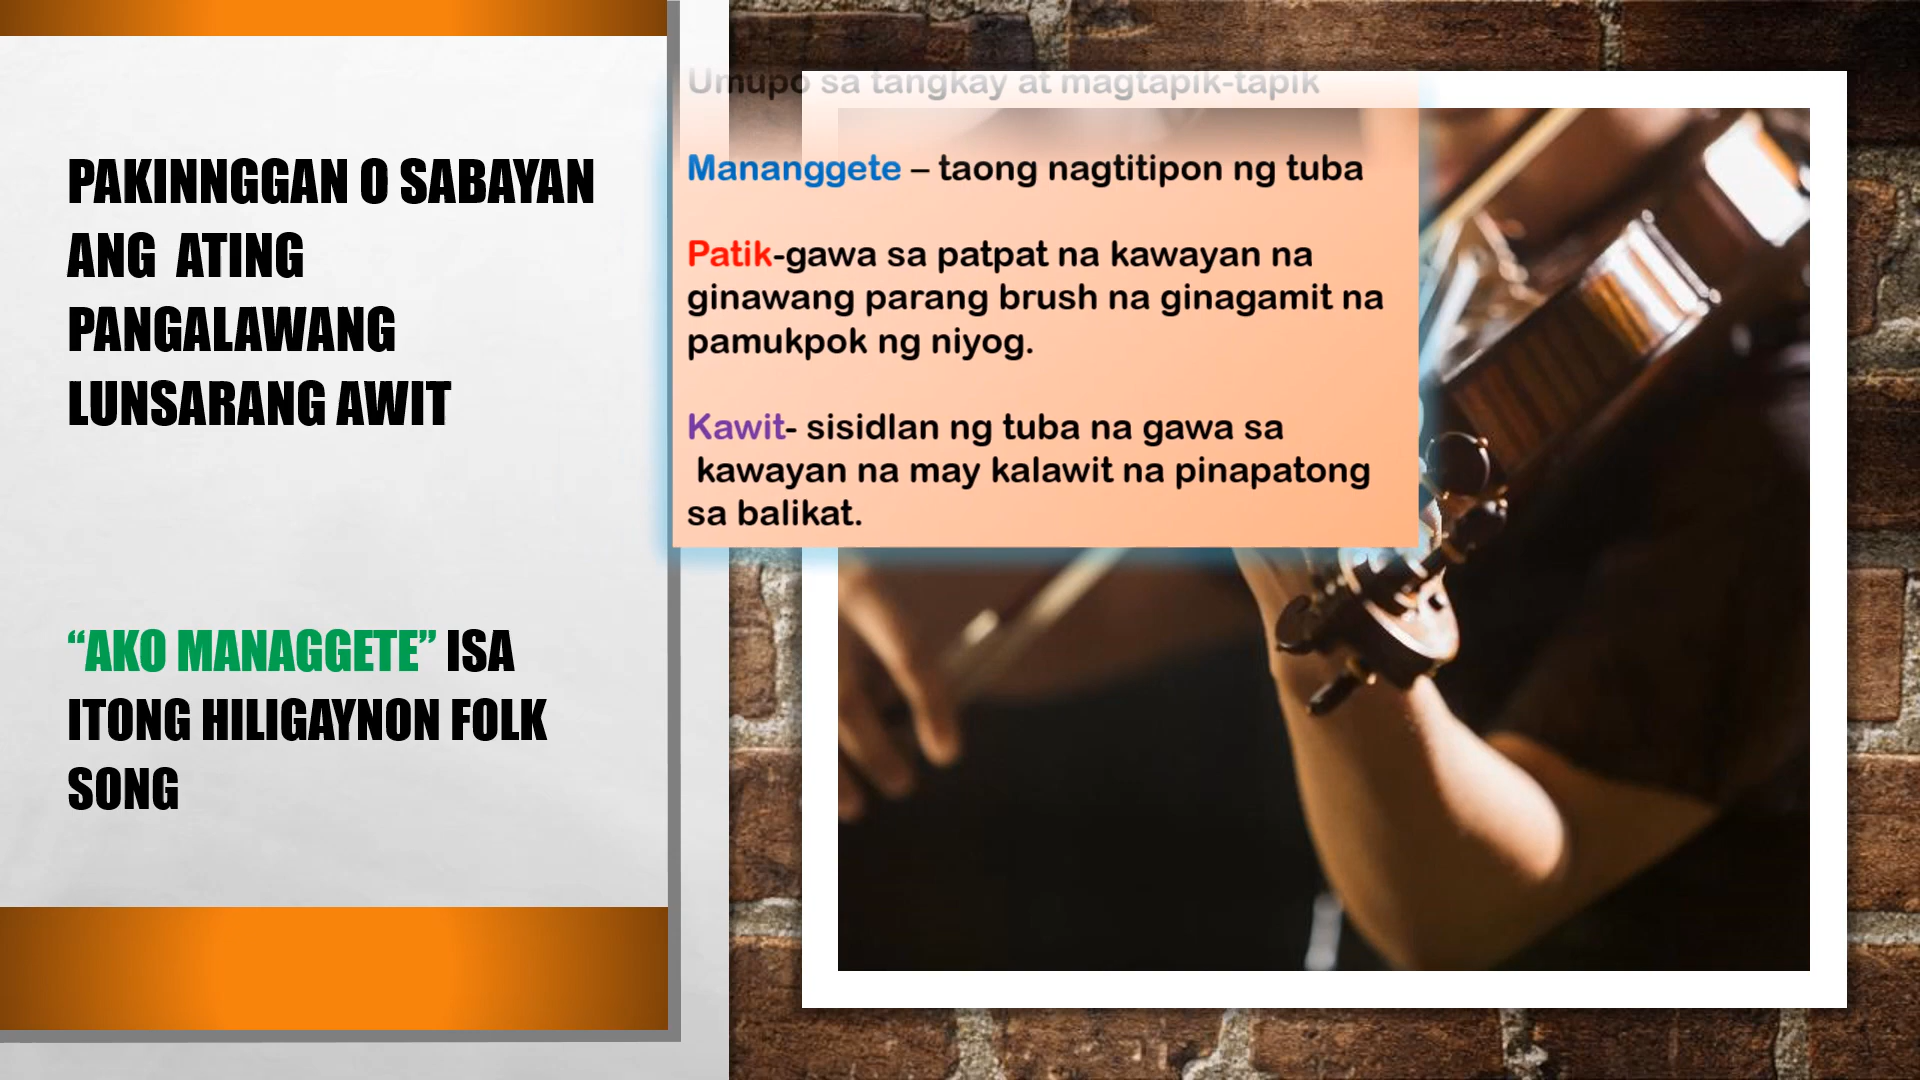 PAKINNGGAN O SABAYAN
ANG ATING
PANGALAWANG
LUNSARANG AWIT
“AKO MANAGGETE” ISA
ITONG HILIGAYNON FOLK
SONG
Umupo sa tangkay at magtapik-tapik
Mananggete – taong nagtitipon ng tuba
Patik-gawa sa patpat na kawayan na
ginawang parang brush na ginagamit na
pamukpok ng niyog.
Kawit- sisidlan ng tuba na gawa sa
kawayan na may kalawit na pinapatong
sa balikat.